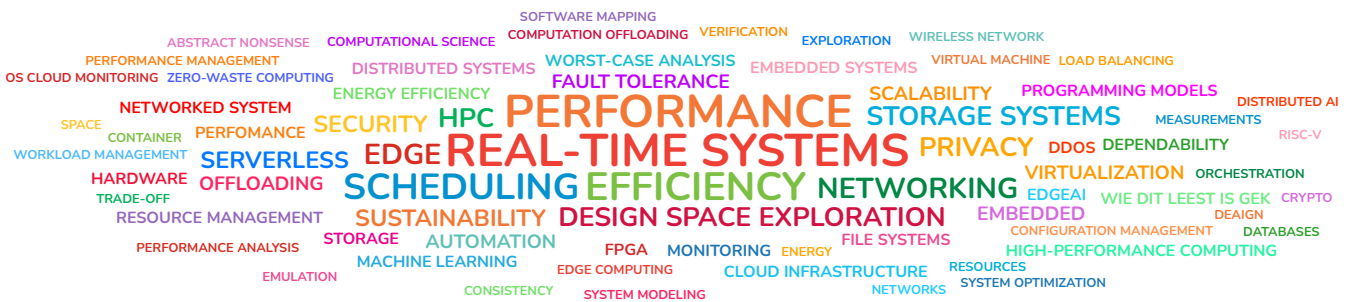 SOFTWARE MAPPING
ABSTRACT NONSENSE
COMPUTATIONAL SCIENCE
COMPUTATION OFFLOADING
VERIFICATION
EXPLORATION
WIRELESS NETWORK
PERFORMANCE MANAGEMENT
WORST-CASE ANALYSIS
VIRTUAL MACHINE
LOAD BALANCING
OS CLOUD MONITORING
ZERO-WASTE COMPUTING
DISTRIBUTED SYSTEMS
FAULT TOLERANCE
EMBEDDED SYSTEMS
ENERGY EFFICIENCY
SCALABILITY
PROGRAMMING MODELS
DISTRIBUTED AI
NETWORKED SYSTEM
SECURITY
HPC
PERFORMANCE
STORAGE SYSTEMS
MEASUREMENTS
SPACE
CONTAINER
PERFOMANCE
RISC-V
WORKLOAD MANAGEMENT
SERVERLESS
EDGE
REAL-TIME SYSTEMS
PRIVACY
DDOS
DEPENDABILITY
HARDWARE
OFFLOADING
SCHEDULING
EFFICIENCY
NETWORKING
VIRTUALIZATION
ORCHESTRATION
TRADE-OFF
EDGEAI
WIE DIT LEEST IS GEK
CRYPTO
RESOURCE MANAGEMENT
SUSTAINABILITY
DESIGN SPACE EXPLORATION
EMBEDDED
DEAIGN
PERFORMANCE ANALYSIS
STORAGE
AUTOMATION
FPGA
MONITORING
ENERGY
FILE SYSTEMS
CONFIGURATION MANAGEMENT
DATABASES
MACHINE LEARNING
HIGH-PERFORMANCE COMPUTING
EMULATION
EDGE COMPUTING
CLOUD INFRASTRUCTURE
RESOURCES
CONSISTENCY
SYSTEM MODELING
NETWORKS
SYSTEM OPTIMIZATION